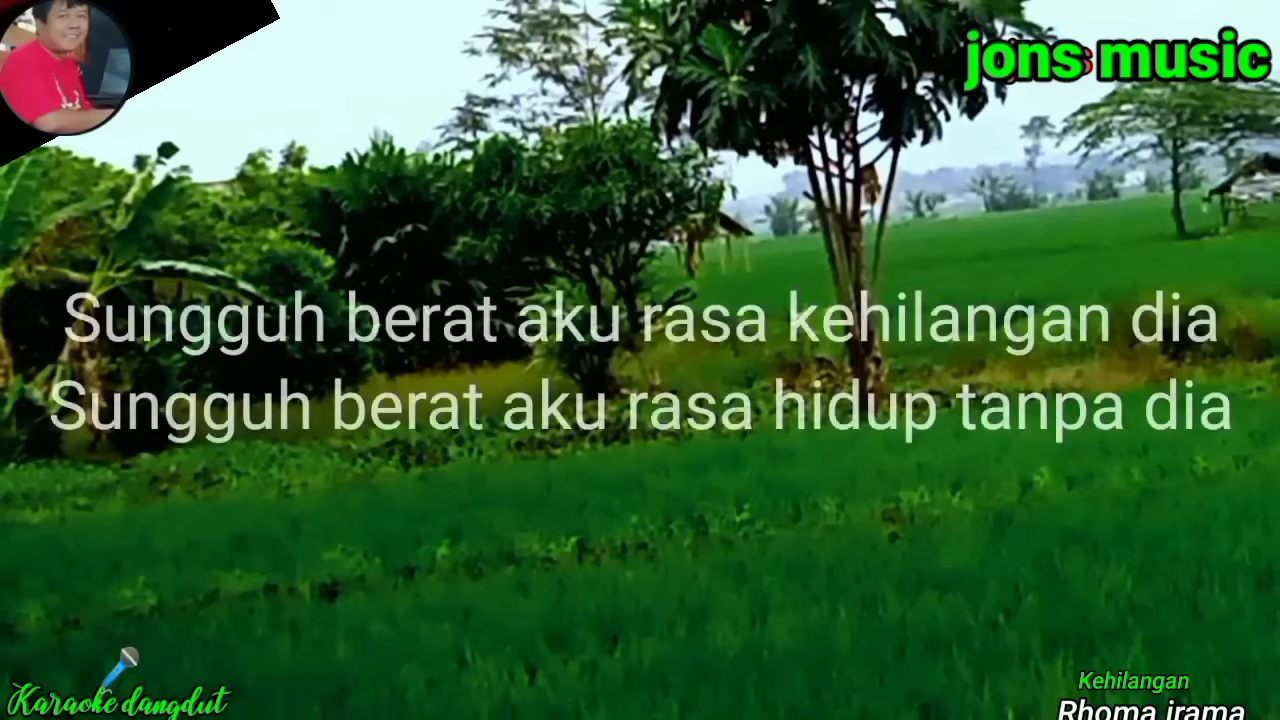 jons music
Sungguh berat aku rasa kehilangan dia
Sungguh berat aku rasa hidup tanpa dia
Karaoke dangdut
Kehilangan
Rhoma irama